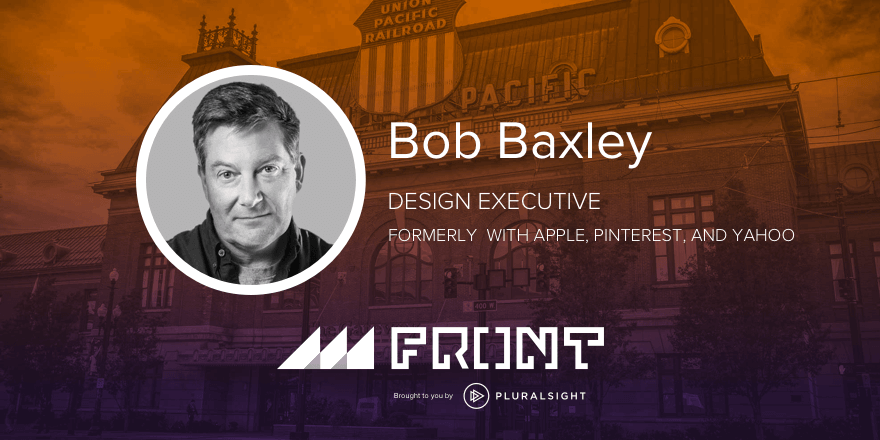 UNION
PACIFIC
RAILROAD
PACIFIC
Bob Baxley
DESIGN EXECUTIVE
FORMERLY WITH APPLE, PINTEREST, AND YAHOO
400 W
FRONT
Brought to you by PLURALSIGHT